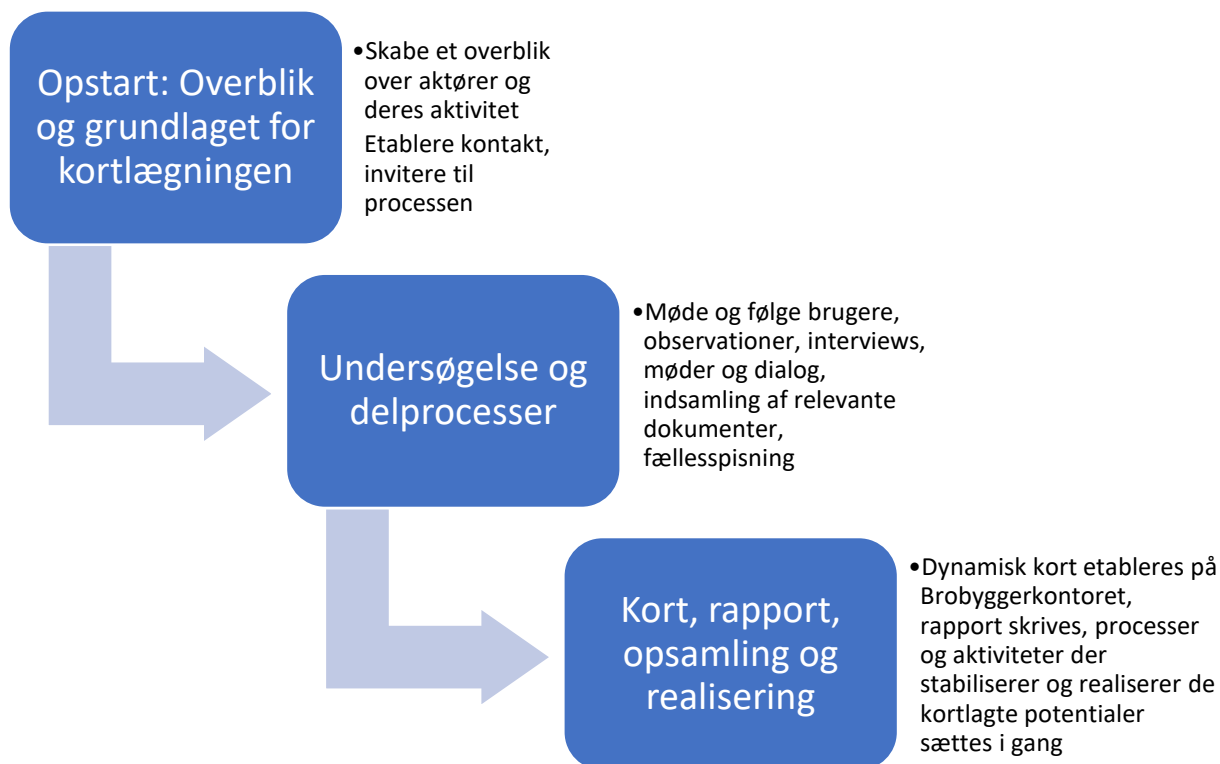 Opstart: Overblik
og grundlaget for
kortlægningen
•Skabe et overblik
over aktører og
deres aktivitet
Etablere kontakt,
invitere til
processen
Undersøgelse og
delprocesser
•Møde og følge brugere,
observationer, interviews,
møder og dialog,
indsamling af relevante
dokumenter,
fællesspisning
Kort, rapport,
opsamling og
realisering
•Dynamisk kort etableres på
Brobyggerkontoret,
rapport skrives, processer
og aktiviteter der
stabiliserer og realiserer de
kortlagte potentialer
sættes i gang